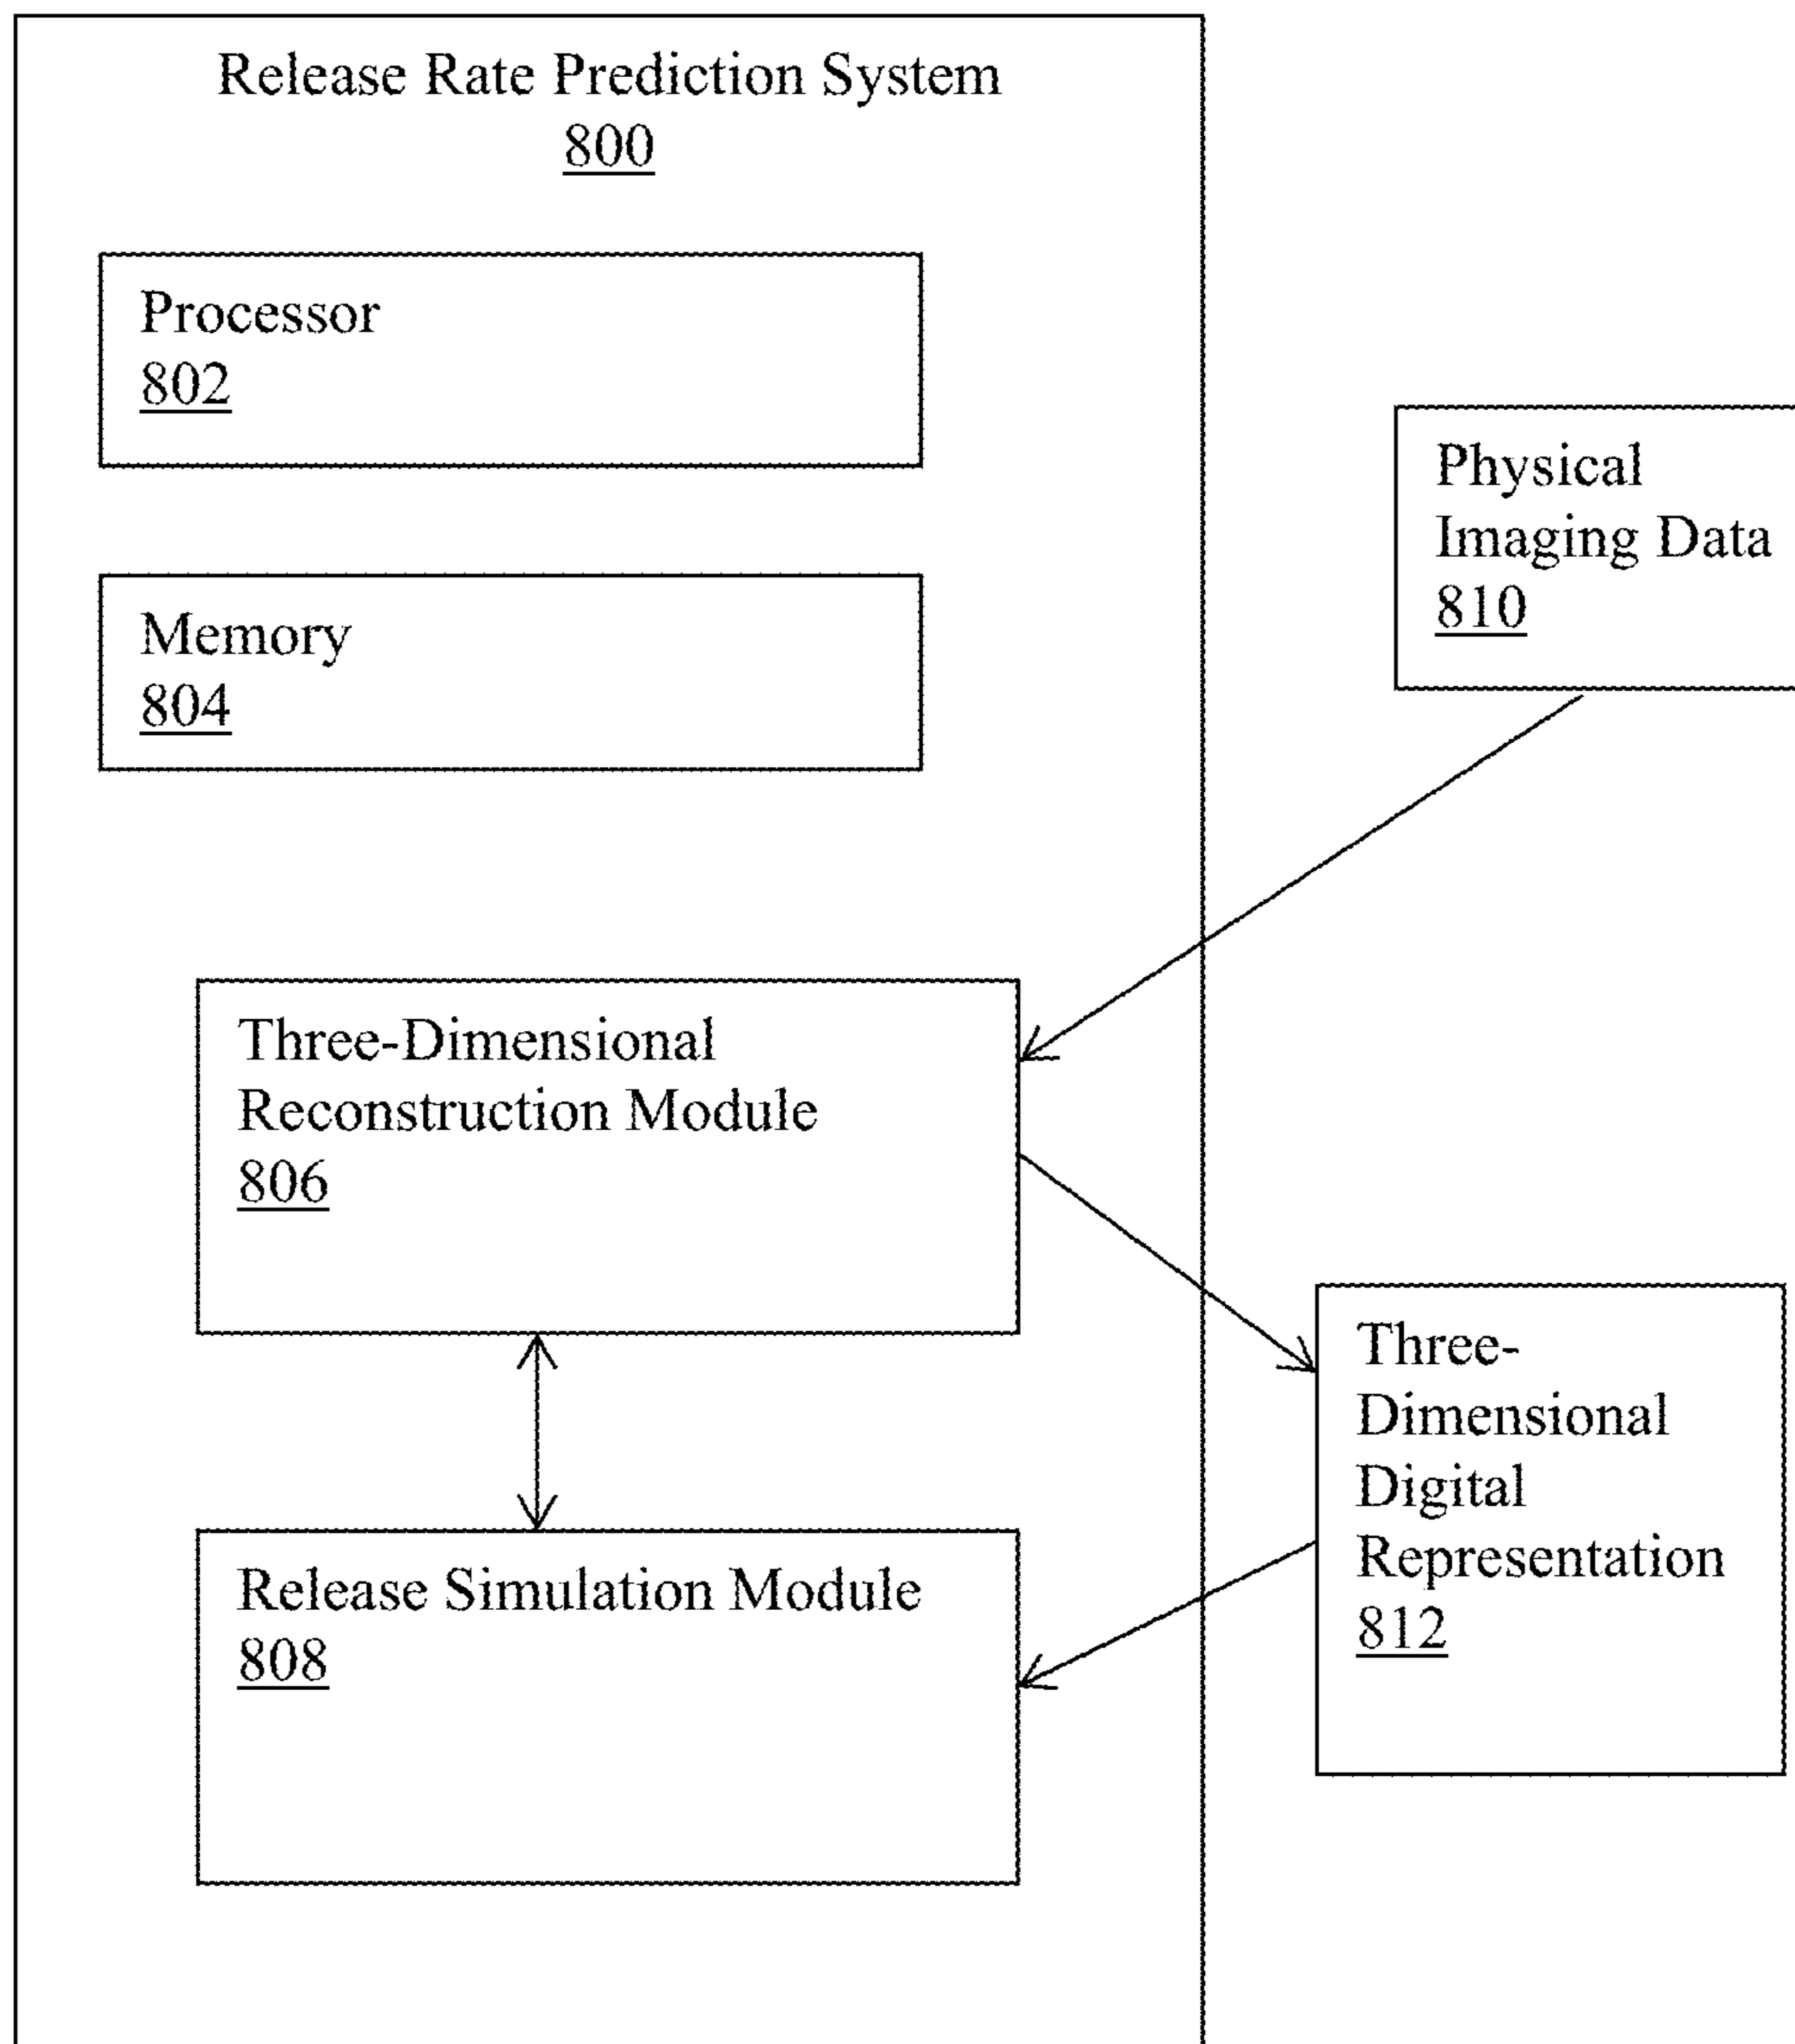 Release Rate Prediction System
800
Processor
802
Memory
804
Physical
Imaging Data
810
Three-Dimensional
Reconstruction Module
806
Three-
Dimensional
Digital
Representation
812
Release Simulation Module
808